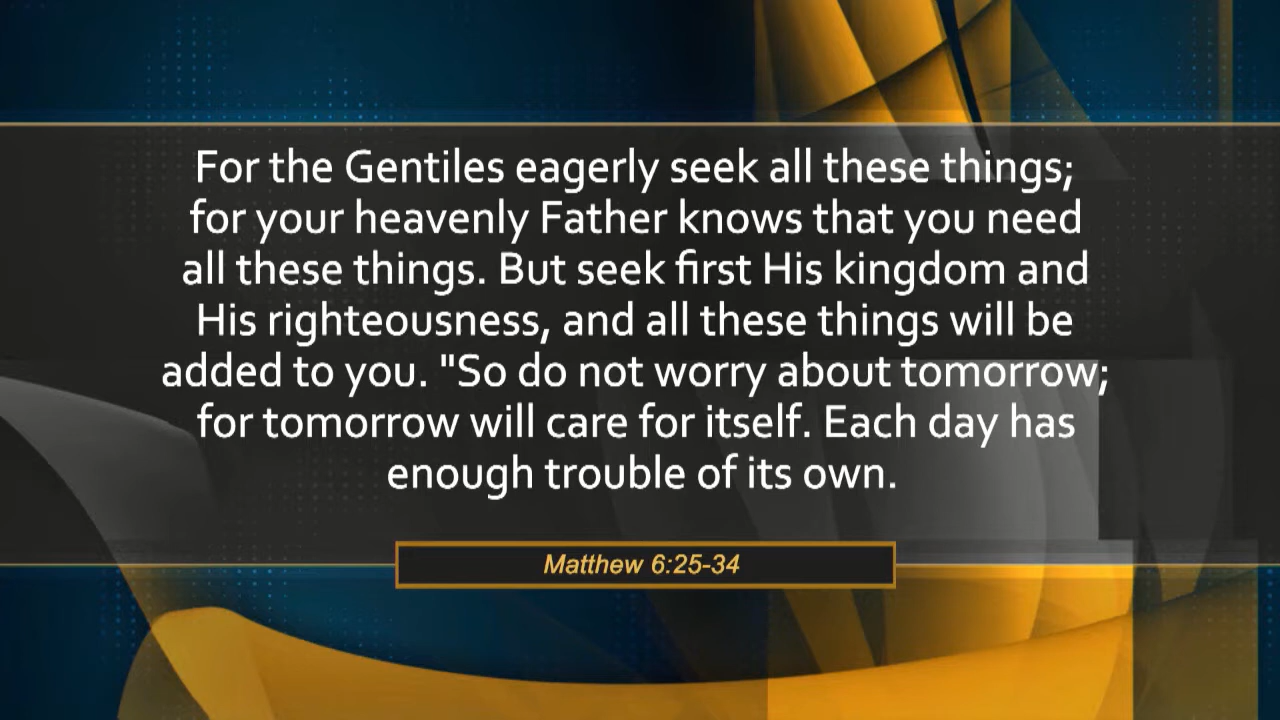 For the Gentiles eagerly seek all these things;
for your heavenly Father knows that you need
all these things. But seek first His kingdom and
His righteousness, and all these things will be
added to you. "So do not worry about tomorrow;
for tomorrow will care for itself. Each day has
enough trouble of its own.
Matthew 6:25-34